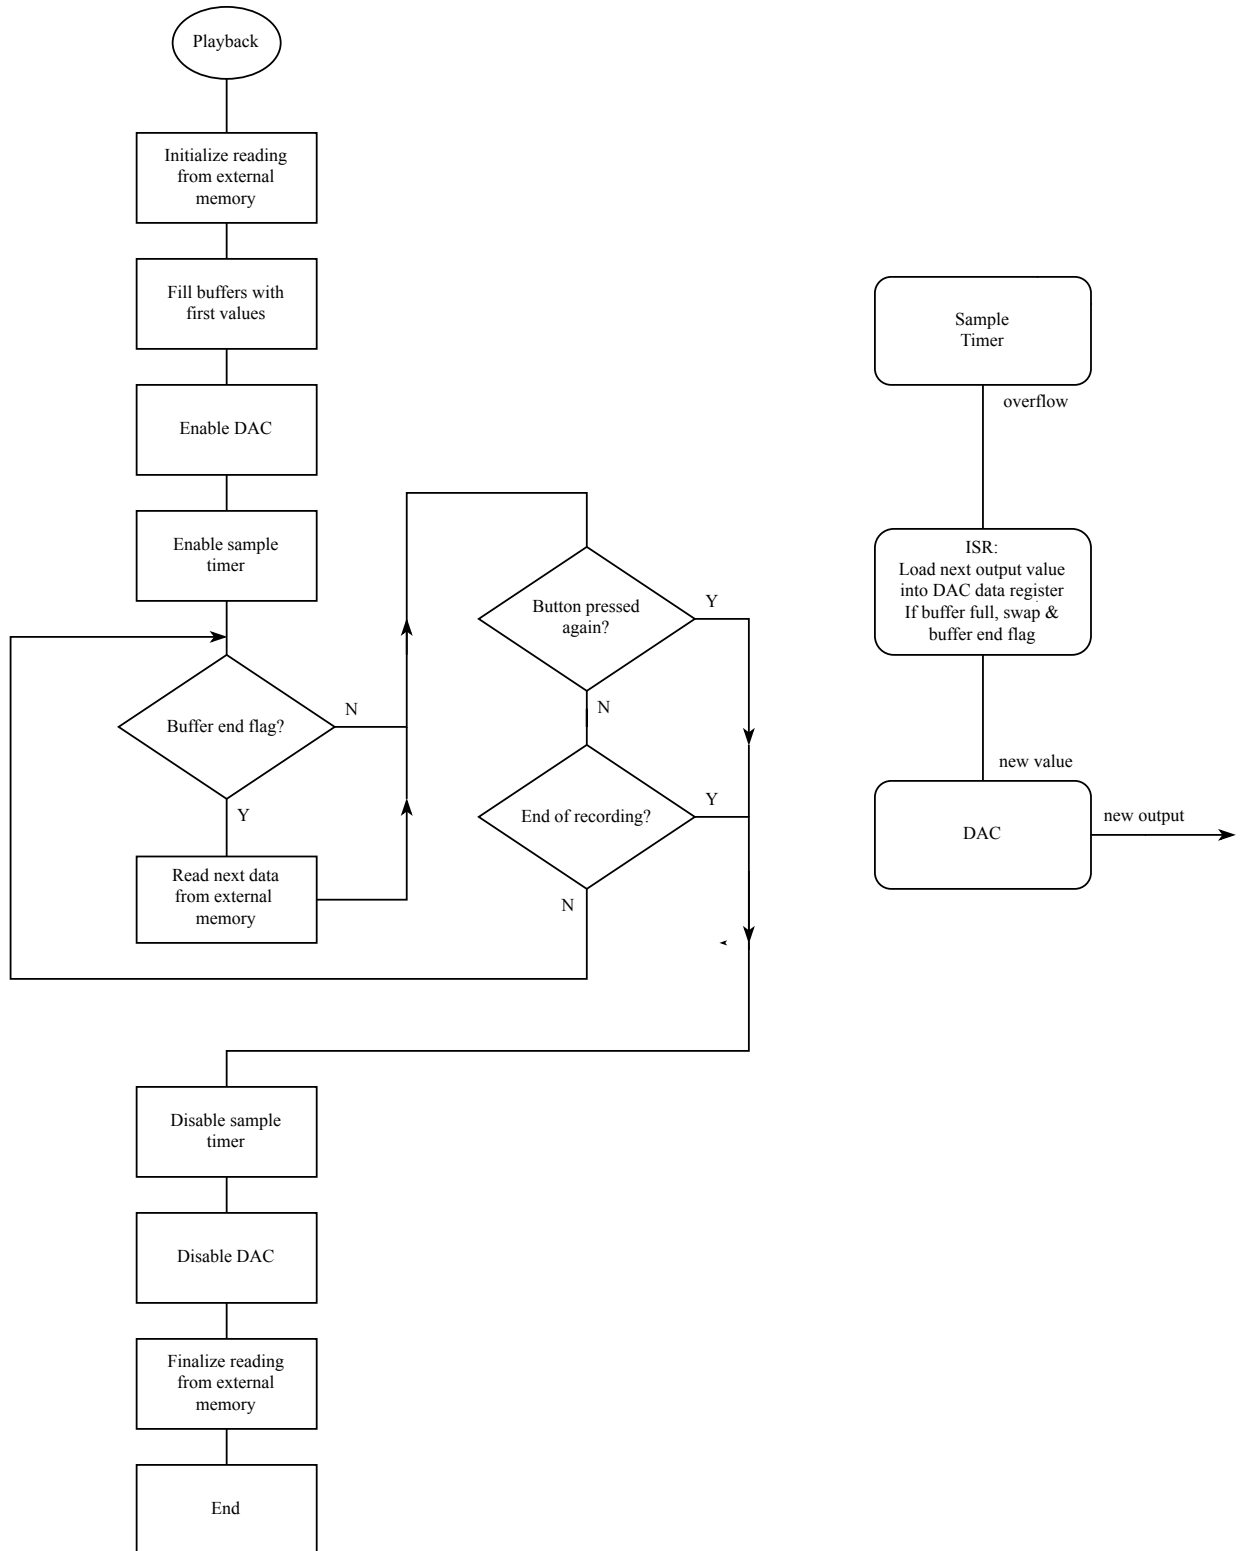 Playback
Initialize reading
from external
memory
Fill buffers with
first values
Enable DAC
Enable sample
timer
Buffer end flag?
N
Y
Read next data
from external
memory
Button pressed
again?
Y
N
End of recording?
Y
N
Disable sample
timer
Disable DAC
Finalize reading
from external
memory
End
Sample
Timer
overflow
ISR:
Load next output value
into DAC data register
If buffer full, swap &
buffer end flag
new value
DAC
new output